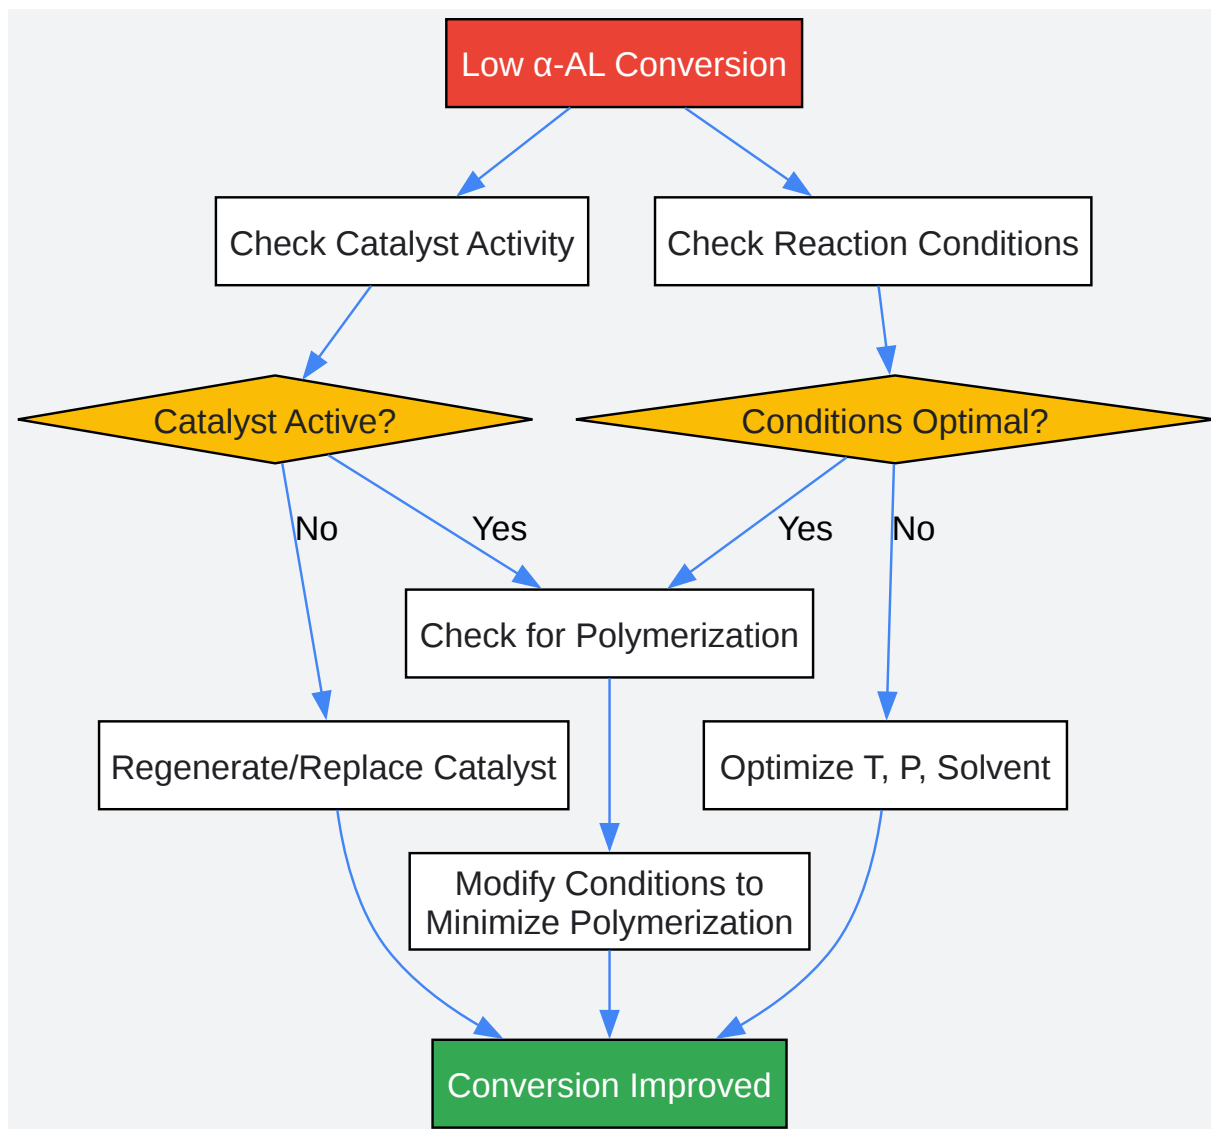 Low α-AL Conversion
Check Catalyst Activity
Check Reaction Conditions
Catalyst Active?
Conditions Optimal?
No
Yes
Yes
No
Check for Polymerization
Regenerate/Replace Catalyst
Optimize T, P, Solvent
Modify Conditions to
Minimize Polymerization
Conversion Improved